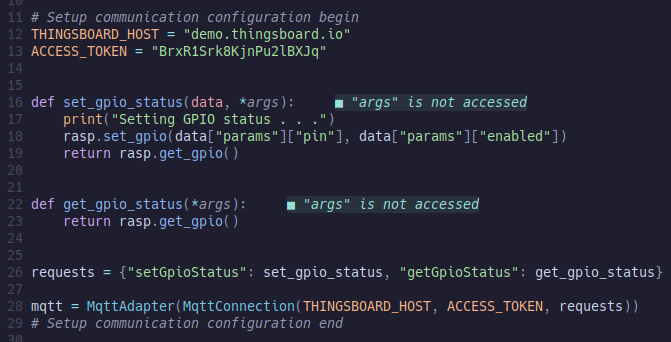 11 # Setup communication configuration begin
12 THINGSBOARD_HOST = "demo.thingsboard.io"
13 ACCESS_TOKEN = "BrxR1Srk8KjnPu2lBXJq"
14
15
16 def set_gpio_status(data, *args):     ■ "args" is not accessed
17     print("Setting GPIO status . . .")
18     rasp.set_gpio(data["params"]["pin"], data["params"]["enabled"])
19     return rasp.get_gpio()
20
21
22 def get_gpio_status(*args):     ■ "args" is not accessed
23     return rasp.get_gpio()
24
25
26 requests = {"setGpioStatus": set_gpio_status, "getGpioStatus": get_gpio_status}
27
28 mqtt = MqttAdapter(MqttConnection(THINGSBOARD_HOST, ACCESS_TOKEN, requests))
29 # Setup communication configuration end